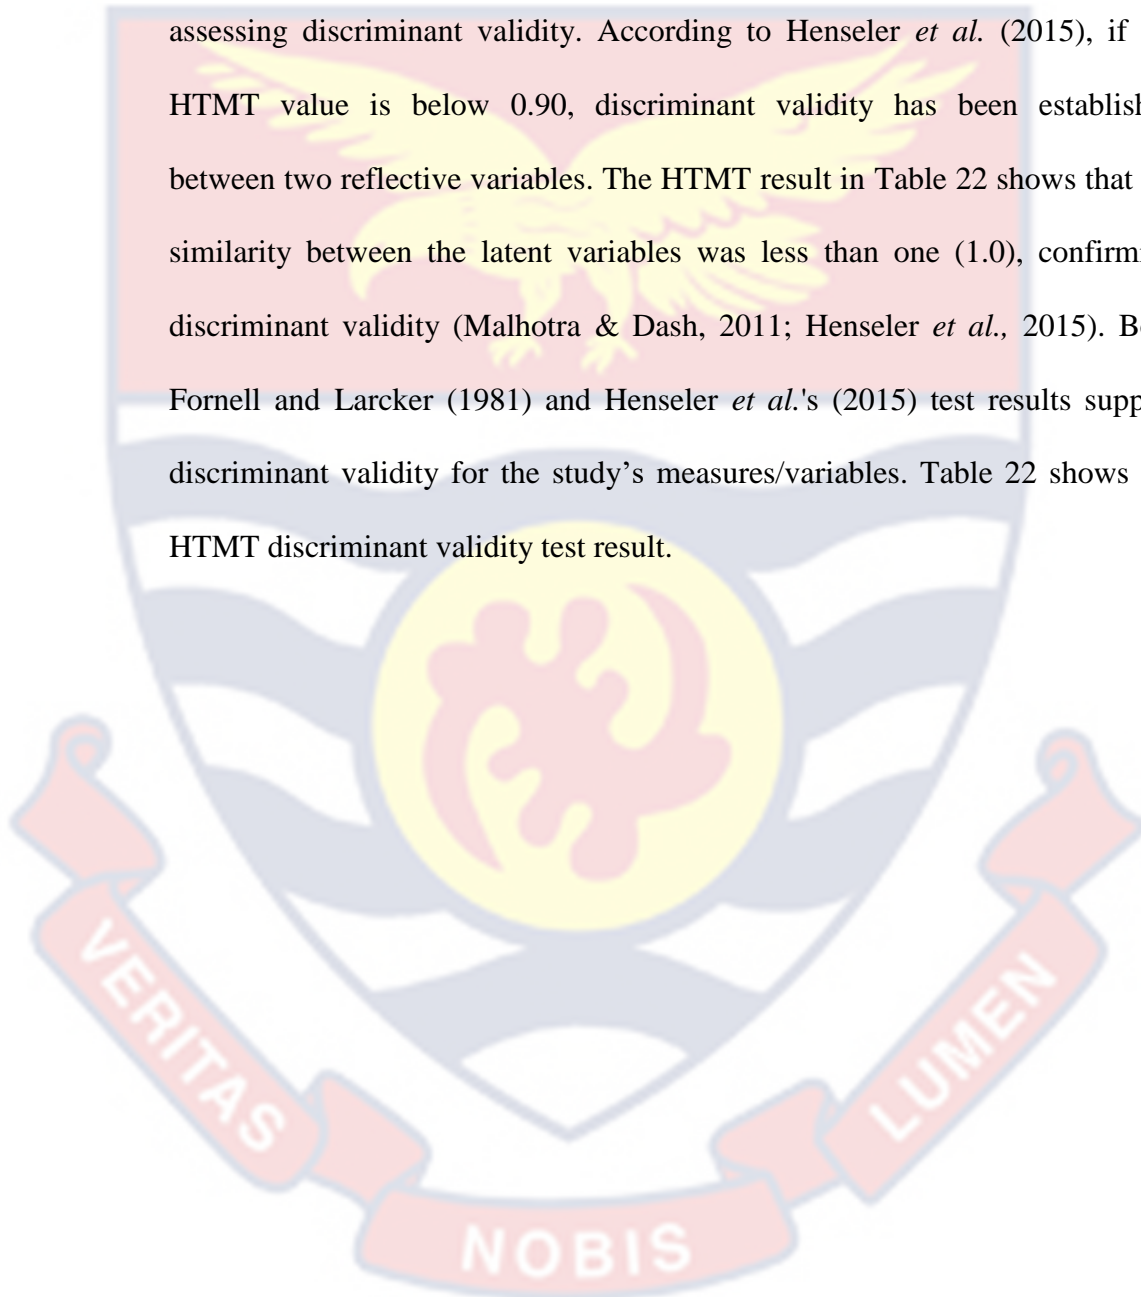 assessing discriminant validity. According to Henseler et al. (2015), if
HTMT value is below 0.90, discriminant validity has been establish
between two reflective variables. The HTMT result in Table 22 shows that
similarity between the latent variables was less than one (1.0), confirmi
discriminant validity (Malhotra & Dash, 2011; Henseler et al., 2015). B
Fornell and Larcker (1981) and Henseler et al.'s (2015) test results supp
discriminant validity for the study’s measures/variables. Table 22 shows
HTMT discriminant validity test result.
VERITAS
NOBIS
LUMEN